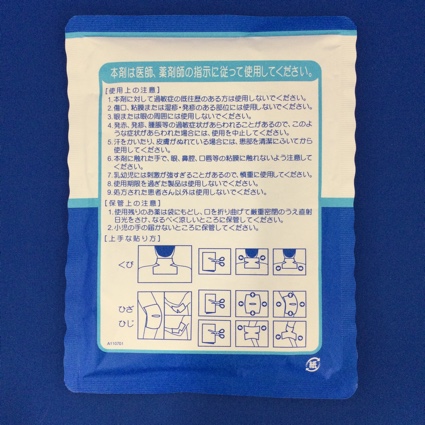 本剤は医師、薬剤師の指示に従って使用してください。
[使用上の注意]
1.本剤に対して過敏症の既往歴のある方は使用しないでください。
2.傷口、粘膜または湿疹・発疹のある部位には使用しないでください。
3.眼または眼の周囲には使用しないでください。
4.発赤、発疹、腫脹等の過敏症状があらわれることがあるので、このよ
うな症状があらわれた場合には、使用を中止してください。
5.汗をかいたり、皮膚がぬれている場合には、患部を清潔にふいてから
使用してください。
6.本剤に触れた手で、眼、鼻腔、口唇等の粘膜に触れないよう注意して
ください。
7.乳幼児には刺激が強すぎることがあるので、慎重に使用してください。
8.使用期限を過ぎた製品は使用しないでください。
9.処方された患者さん以外は使用しないでください。
[保管上の注意]
1.使用残りのお薬は袋にもどし、口を折り曲げて厳重密閉のうえ直射
日光をさけ、なるべく涼しいところに保管してください。
2.小児の手の届かないところに保管してください。
[上手な貼り方]
くび
ひざ
ひじ
紙